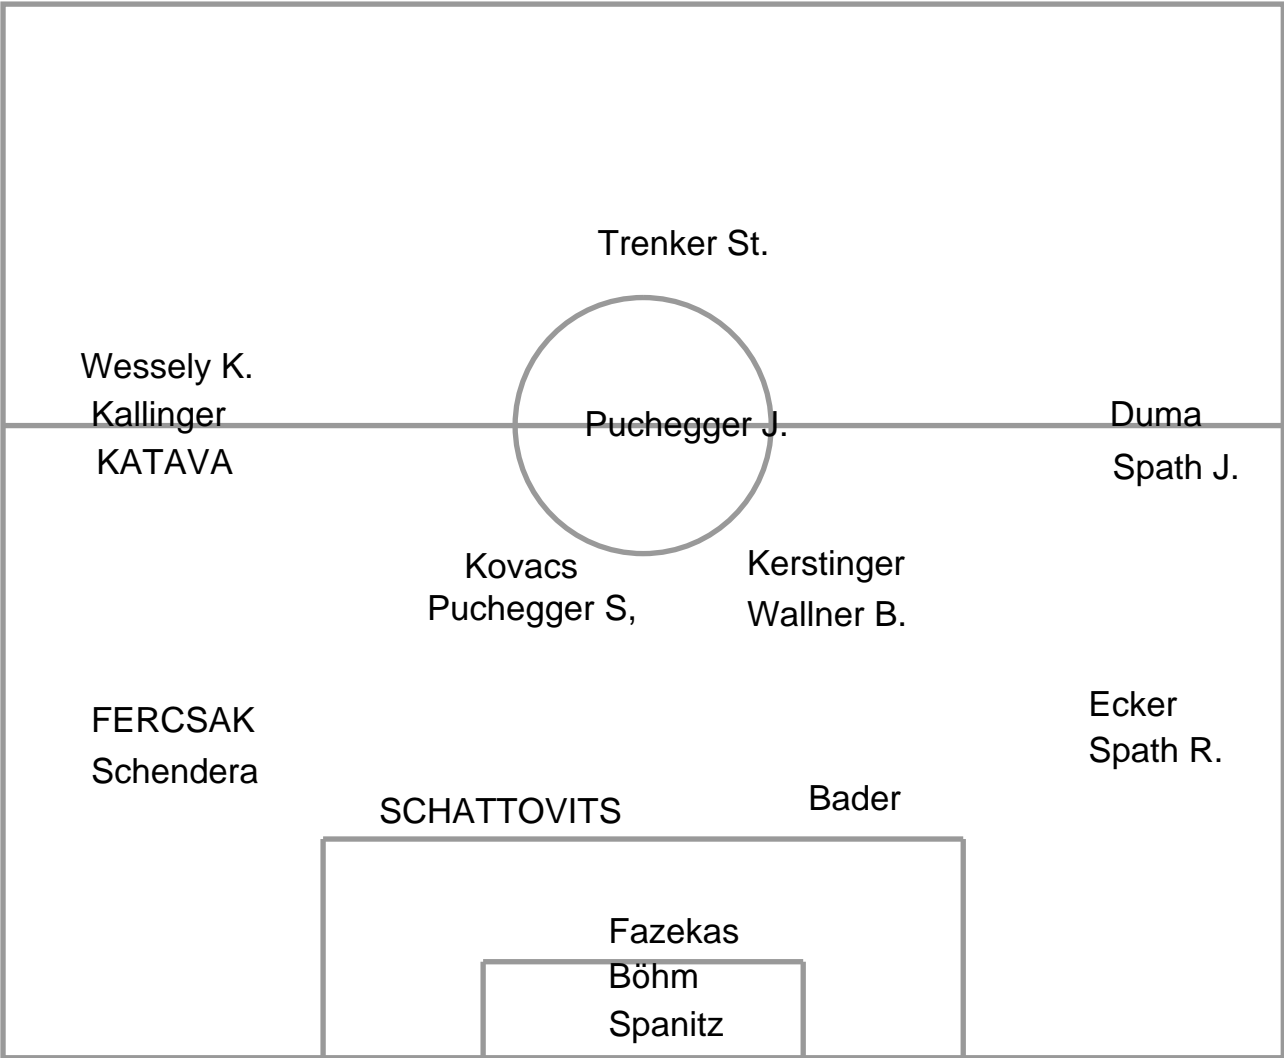 Trenker St.
Wessely K.
Kallinger
KATAVA
Puchegger J.
Duma
Spath J.
Kovacs
Puchegger S,
Kerstinger
Wallner B.
FERCSAK
Schendera
Ecker
Spath R.
SCHATTOVITS
Bader
Fazekas
Böhm
Spanitz